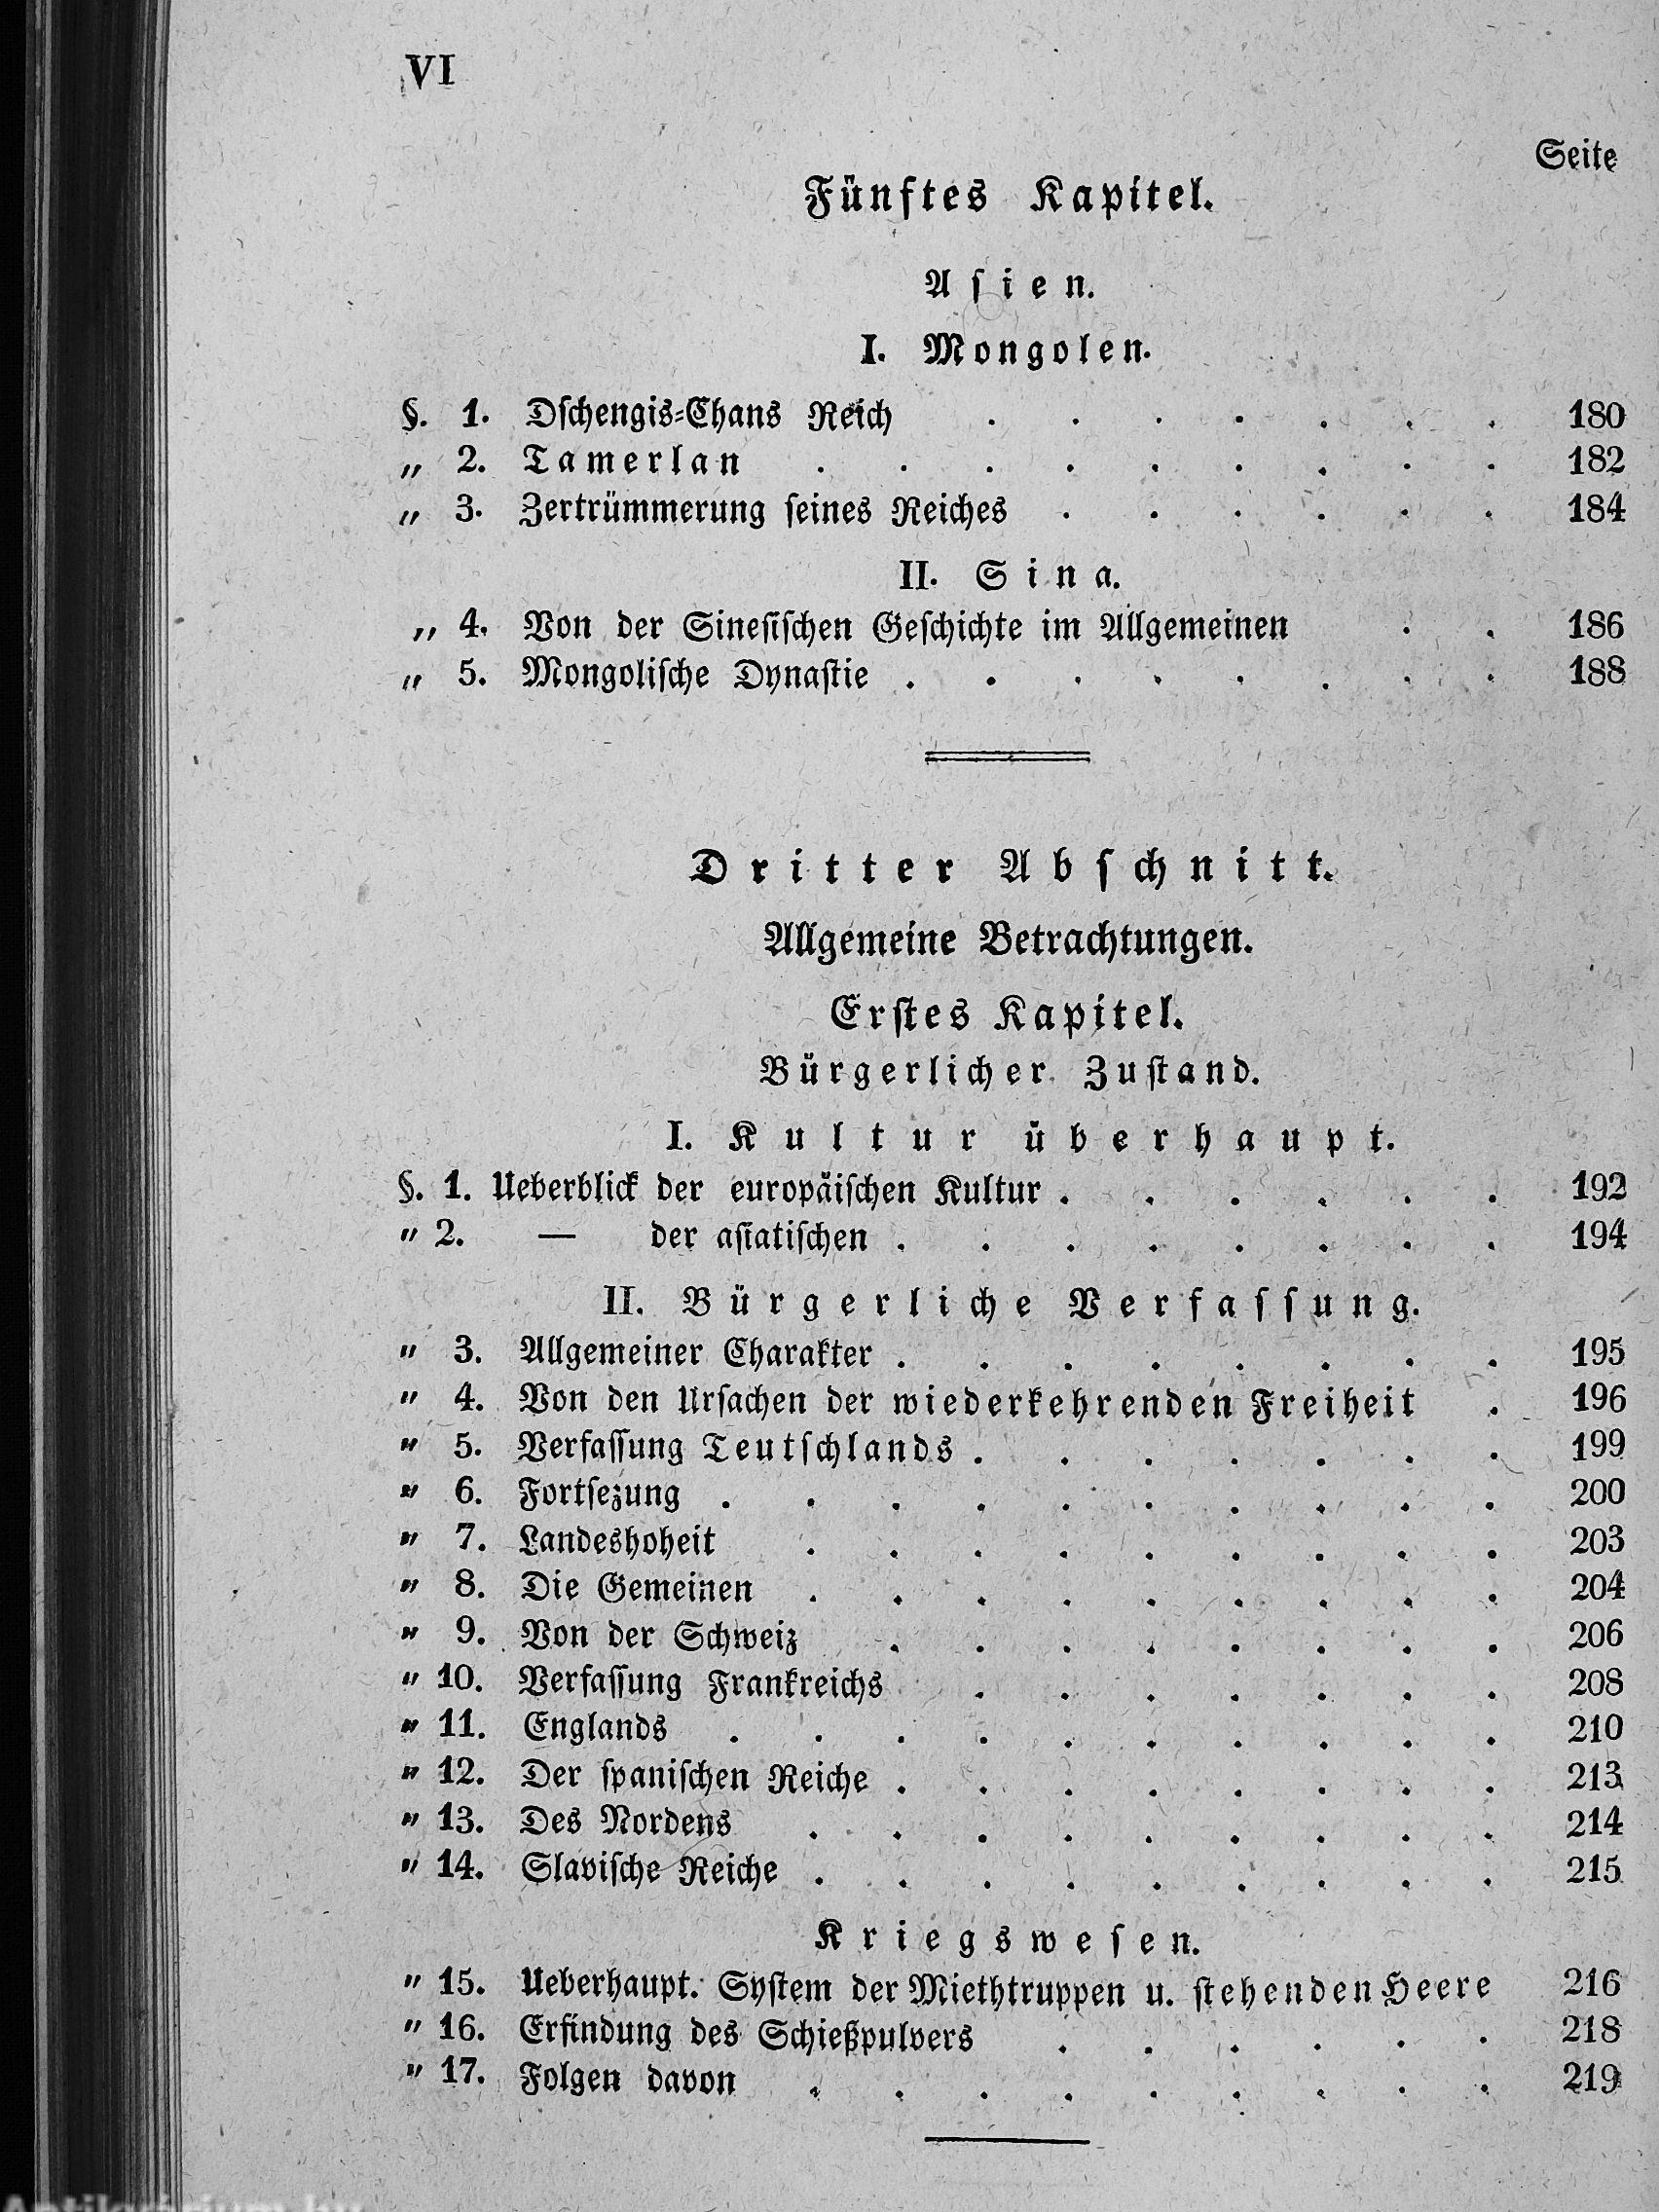 VI
Seite
Fünftes Kapitel.
Asien.
I. Mongolen.
§. 1. Dſchengis-Chans Reich . . . . . . . 180
„ 2. Tamerlan . . . . . . . . . 182
„ 3. Zertrümmerung ſeines Reiches . . . . . . 184
II. Sina.
„ 4. Von der Sineſiſchen Geſchichte im Allgemeinen . . 186
„ 5. Mongoliſche Dynaſtie . . . . . . . . 188
Dritter Abſchnitt.
Allgemeine Betrachtungen.
Erſtes Kapitel.
Bürgerlicher Zuſtand.
I. Kultur überhaupt.
§. 1. Ueberblick der europäiſchen Kultur . . . . . . 192
„ 2. — der aſiatiſchen . . . . . . . . 194
II. Bürgerliche Verfaſſung.
„ 3. Allgemeiner Charakter . . . . . . . . 195
„ 4. Von den Urſachen der wiederkehrenden Freiheit . 196
„ 5. Verfaſſung Teutſchlands . . . . . . . 199
„ 6. Fortſezung . . . . . . . . . . 200
„ 7. Landeshoheit . . . . . . . . . 203
„ 8. Die Gemeinen . . . . . . . . . 204
„ 9. Von der Schweiz . . . . . . . . 206
„ 10. Verfaſſung Frankreichs . . . . . . . 208
„ 11. Englands . . . . . . . . . . 210
„ 12. Der ſpaniſchen Reiche . . . . . . . . 213
„ 13. Des Nordens . . . . . . . . . 214
„ 14. Slaviſche Reiche . . . . . . . . . 215
Kriegsweſen.
„ 15. Ueberhaupt. Syſtem der Miethtruppen u. ſtehenden Heere 216
„ 16. Erfindung des Schießpulvers . . . . . . 218
„ 17. Folgen davon . . . . . . . . . 219